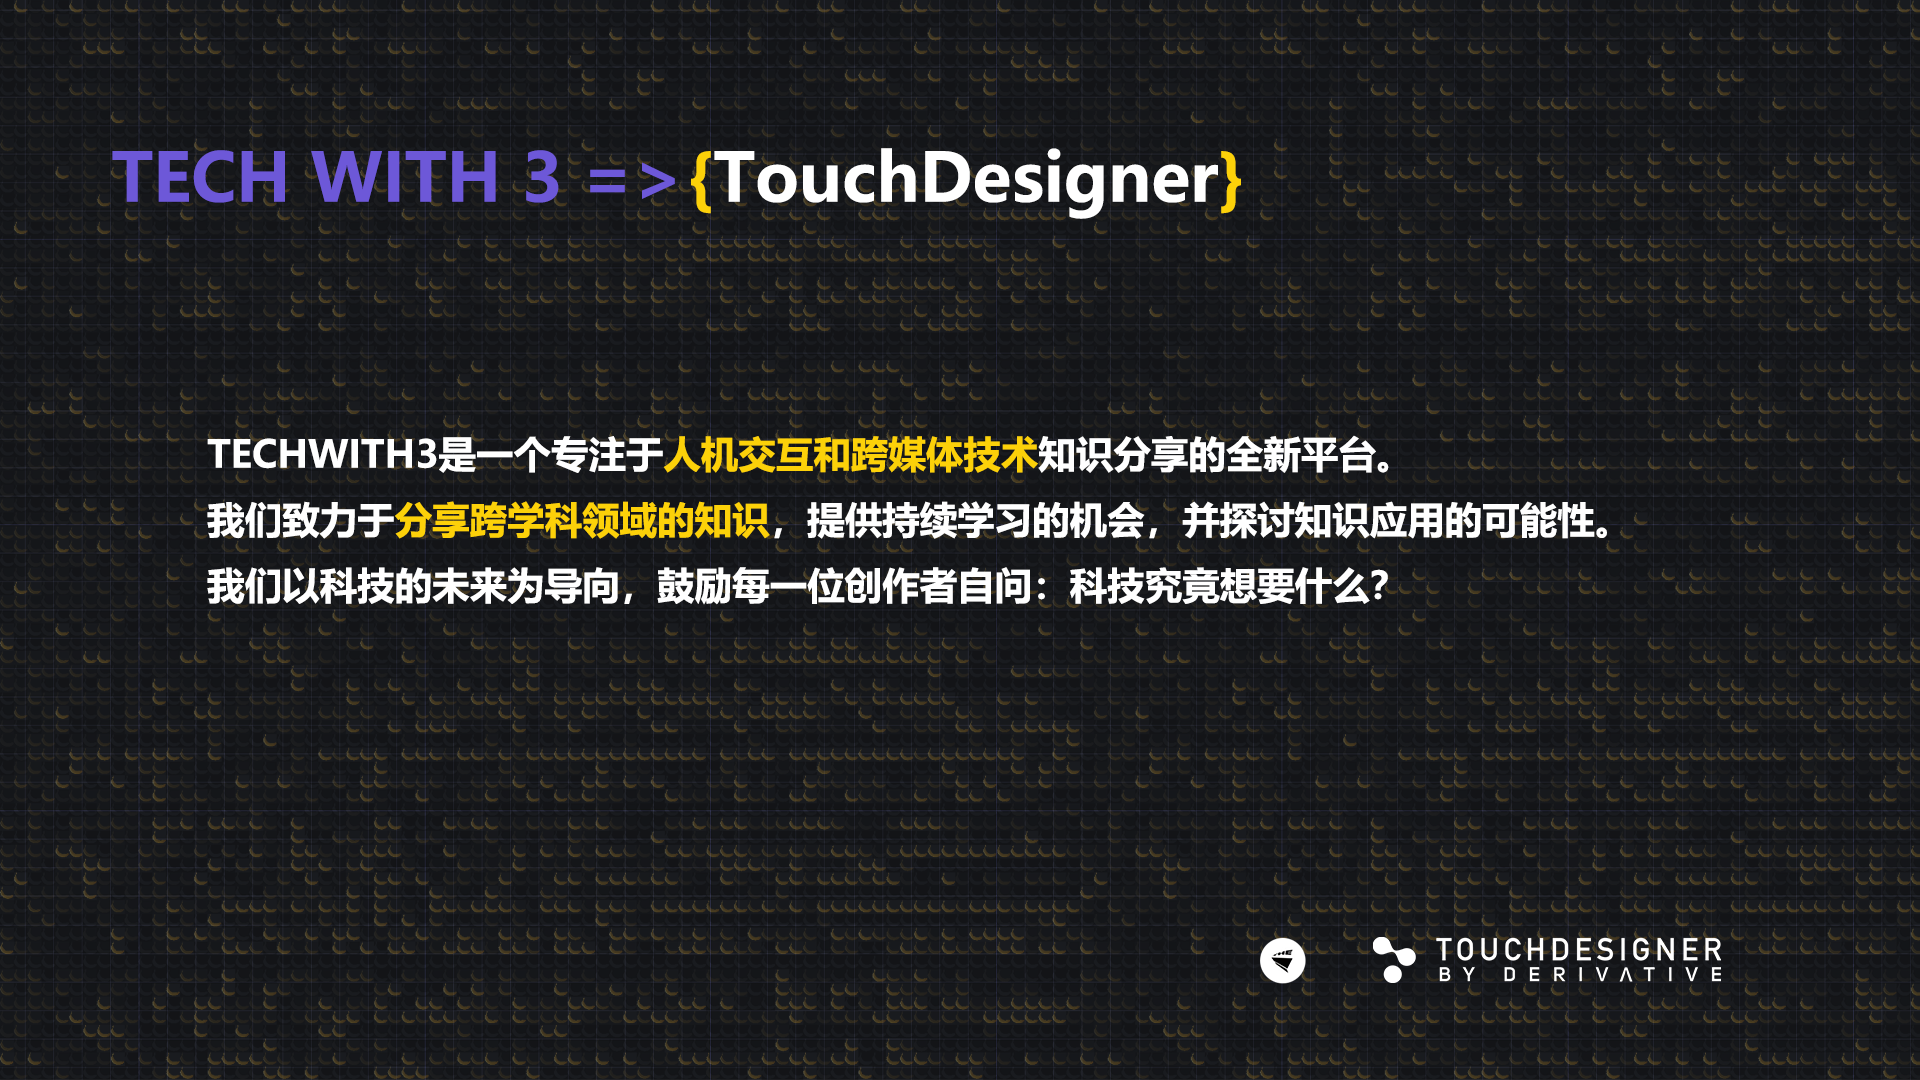 TECH WITH 3 =>{TouchDesigner}
TECHWITH3是一个专注于人机交互和跨媒体技术知识分享的全新平台。
我们致力于分享跨学科领域的知识，提供持续学习的机会，并探讨知识应用的可能性。
我们以科技的未来为导向，鼓励每一位创作者自问：科技究竟想要什么？
TOUCHDESIGNER
BY DERIVATIVE